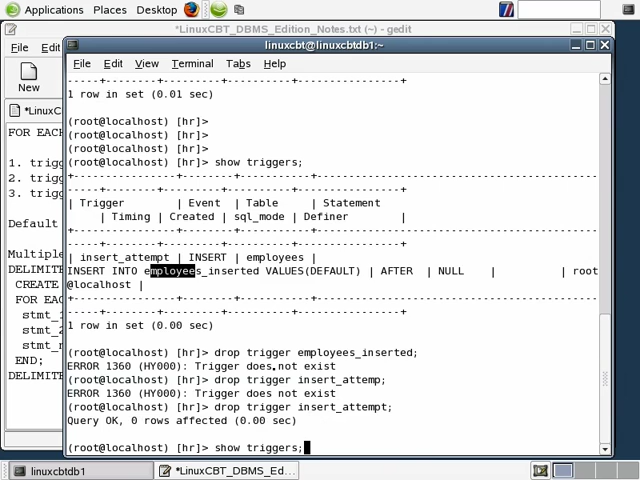 Applications Places Desktop
*LinuxCBT_DBMS_Edition_Notes.txt (~) - gedit
linuxcbt@linuxcbtdb1:~
File Edit
File Edit View Terminal Tabs Help
New
*LinuxC
FOR EACH
1. trigg
2. trigg
3. trigg
Default
Multiple
DELIMITE
CREATE
FOR EAC
stmt_1
stmt_2
stmt_n
END;
DELIMITE
-----+--------+---------+----------+----------------+
1 row in set (0.01 sec)
(root@localhost) [hr]>
(root@localhost) [hr]>
(root@localhost) [hr]>
(root@localhost) [hr]> show triggers;
| Trigger | Event | Table | Statement
| Timing | Created | sql_mode | Definer |
| insert_attempt | INSERT | employees |
INSERT INTO employees_inserted VALUES(DEFAULT) | AFTER | NULL | | root
@localhost |
1 row in set (0.00 sec)
(root@localhost) [hr]> drop trigger employees_inserted;
ERROR 1360 (HY000): Trigger does not exist
(root@localhost) [hr]> drop trigger insert_attemp;
ERROR 1360 (HY000): Trigger does not exist
(root@localhost) [hr]> drop trigger insert_attempt;
Query OK, 0 rows affected (0.00 sec)
(root@localhost) [hr]> show triggers;
linuxcbtdb1
*LinuxCBT_DBMS_Ed...